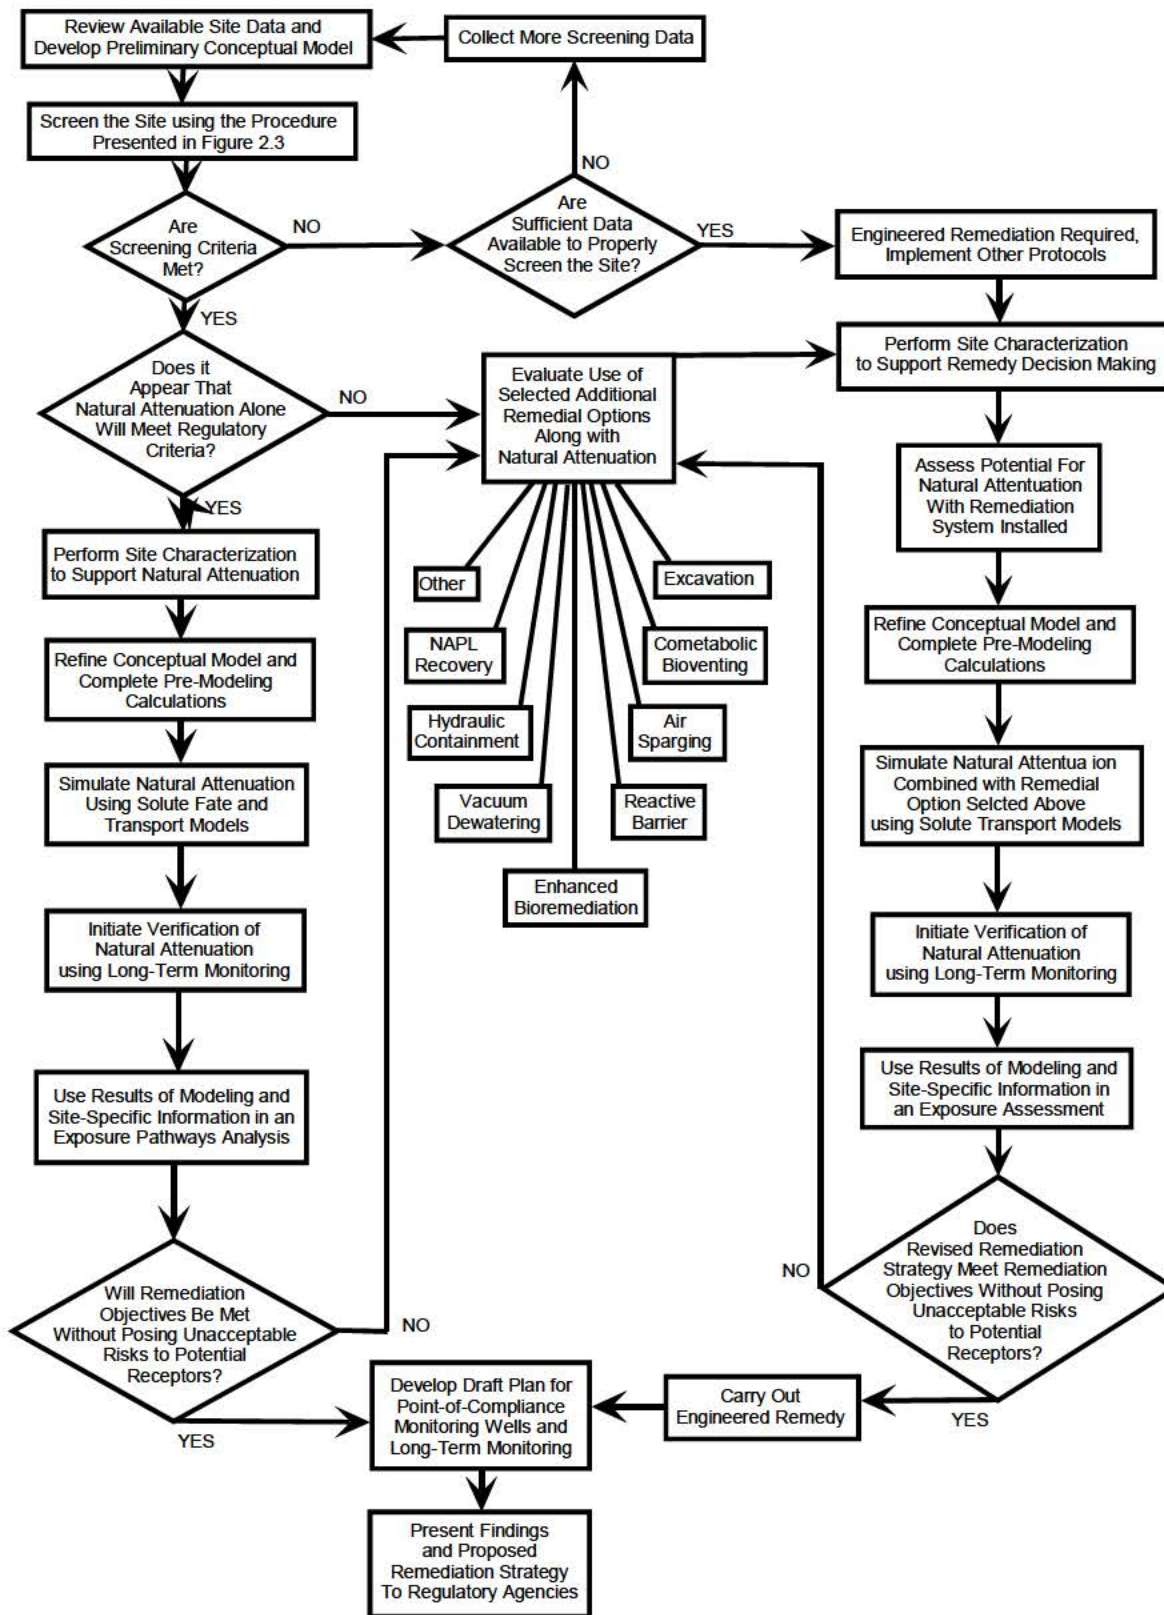 Review Available Site Data and
Develop Preliminary Conceptual Model
Collect More Screening Data
Screen the Site using the Procedure
Presented in Figure 2.3
NO
Are
Screening Criteria
Met?
NO
Are
Sufficient Data
Available to Properly
Screen the Site?
YES
Engineered Remediation Required,
Implement Other Protocols
YES
Does it
Appear That
Natural Attenuation Alone
Will Meet Regulatory
Criteria?
NO
Evaluate Use of
Selected Additional
Remedial Options
Along with
Natural Attenuation
Perform Site Characterization
to Support Remedy Decision Making
YES
Perform Site Characterization
to Support Natural Attenuation
Assess Potential For
Natural Attentuation
With Remediation
System Installed
Other
Excavation
NAPL
Recovery
Cometabolic
Bioventing
Hydraulic
Containment
Air
Sparging
Vacuum
Dewatering
Reactive
Barrier
Enhanced
Bioremediation
Refine Conceptual Model and
Complete Pre-Modeling
Calculations
Refine Conceptual Model and
Complete Pre-Modeling
Calculations
Simulate Natural Attenuation
Using Solute Fate and
Transport Models
Simulate Natural Attentua ion
Combined with Remedial
Option Selcted Above
using Solute Transport Models
Initiate Verification of
Natural Attenuation
using Long-Term Monitoring
Initiate Verification of
Natural Attenuation
using Long-Term Monitoring
Use Results of Modeling and
Site-Specific Information in an
Exposure Pathways Analysis
Use Results of Modeling and
Site-Specific Information in
an Exposure Assessment
Will Remediation
Objectives Be Met
Without Posing Unacceptable
Risks to Potential
Receptors?
NO
NO
Does
Revised Remediation
Strategy Meet Remediation
Objectives Without Posing
Unacceptable Risks
to Potential
Receptors?
YES
Develop Draft Plan for
Point-of-Compliance
Monitoring Wells and
Long-Term Monitoring
Carry Out
Engineered Remedy
YES
Present Findings
and Proposed
Remediation Strategy
To Regulatory Agencies